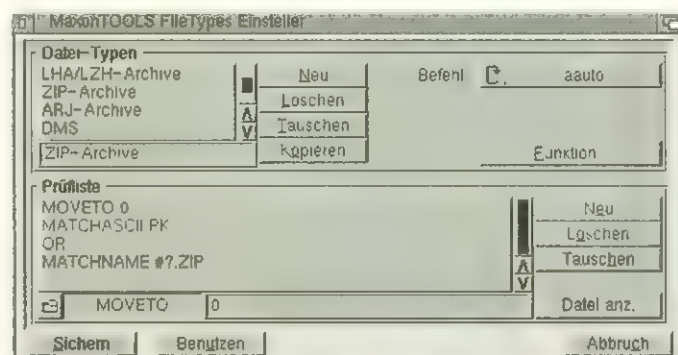 MaxonTOOLS FileTypes Einsteller
Datei-Typen
LHA/LZH-Archive
ZIP-Archive
ARJ-Archive
DMS
ZIP-Archive
Neu
Löschen
Tauschen
Kopieren
Befehl
aauto
Funktion
Prüfliste
MOVETO 0
MATCHASCII PK
OR
MATCHNAME #?.ZIP
MOVETO
0
Neu
Löschen
Tauschen
Datei anz.
Sichern
Benutzen
Abbruch